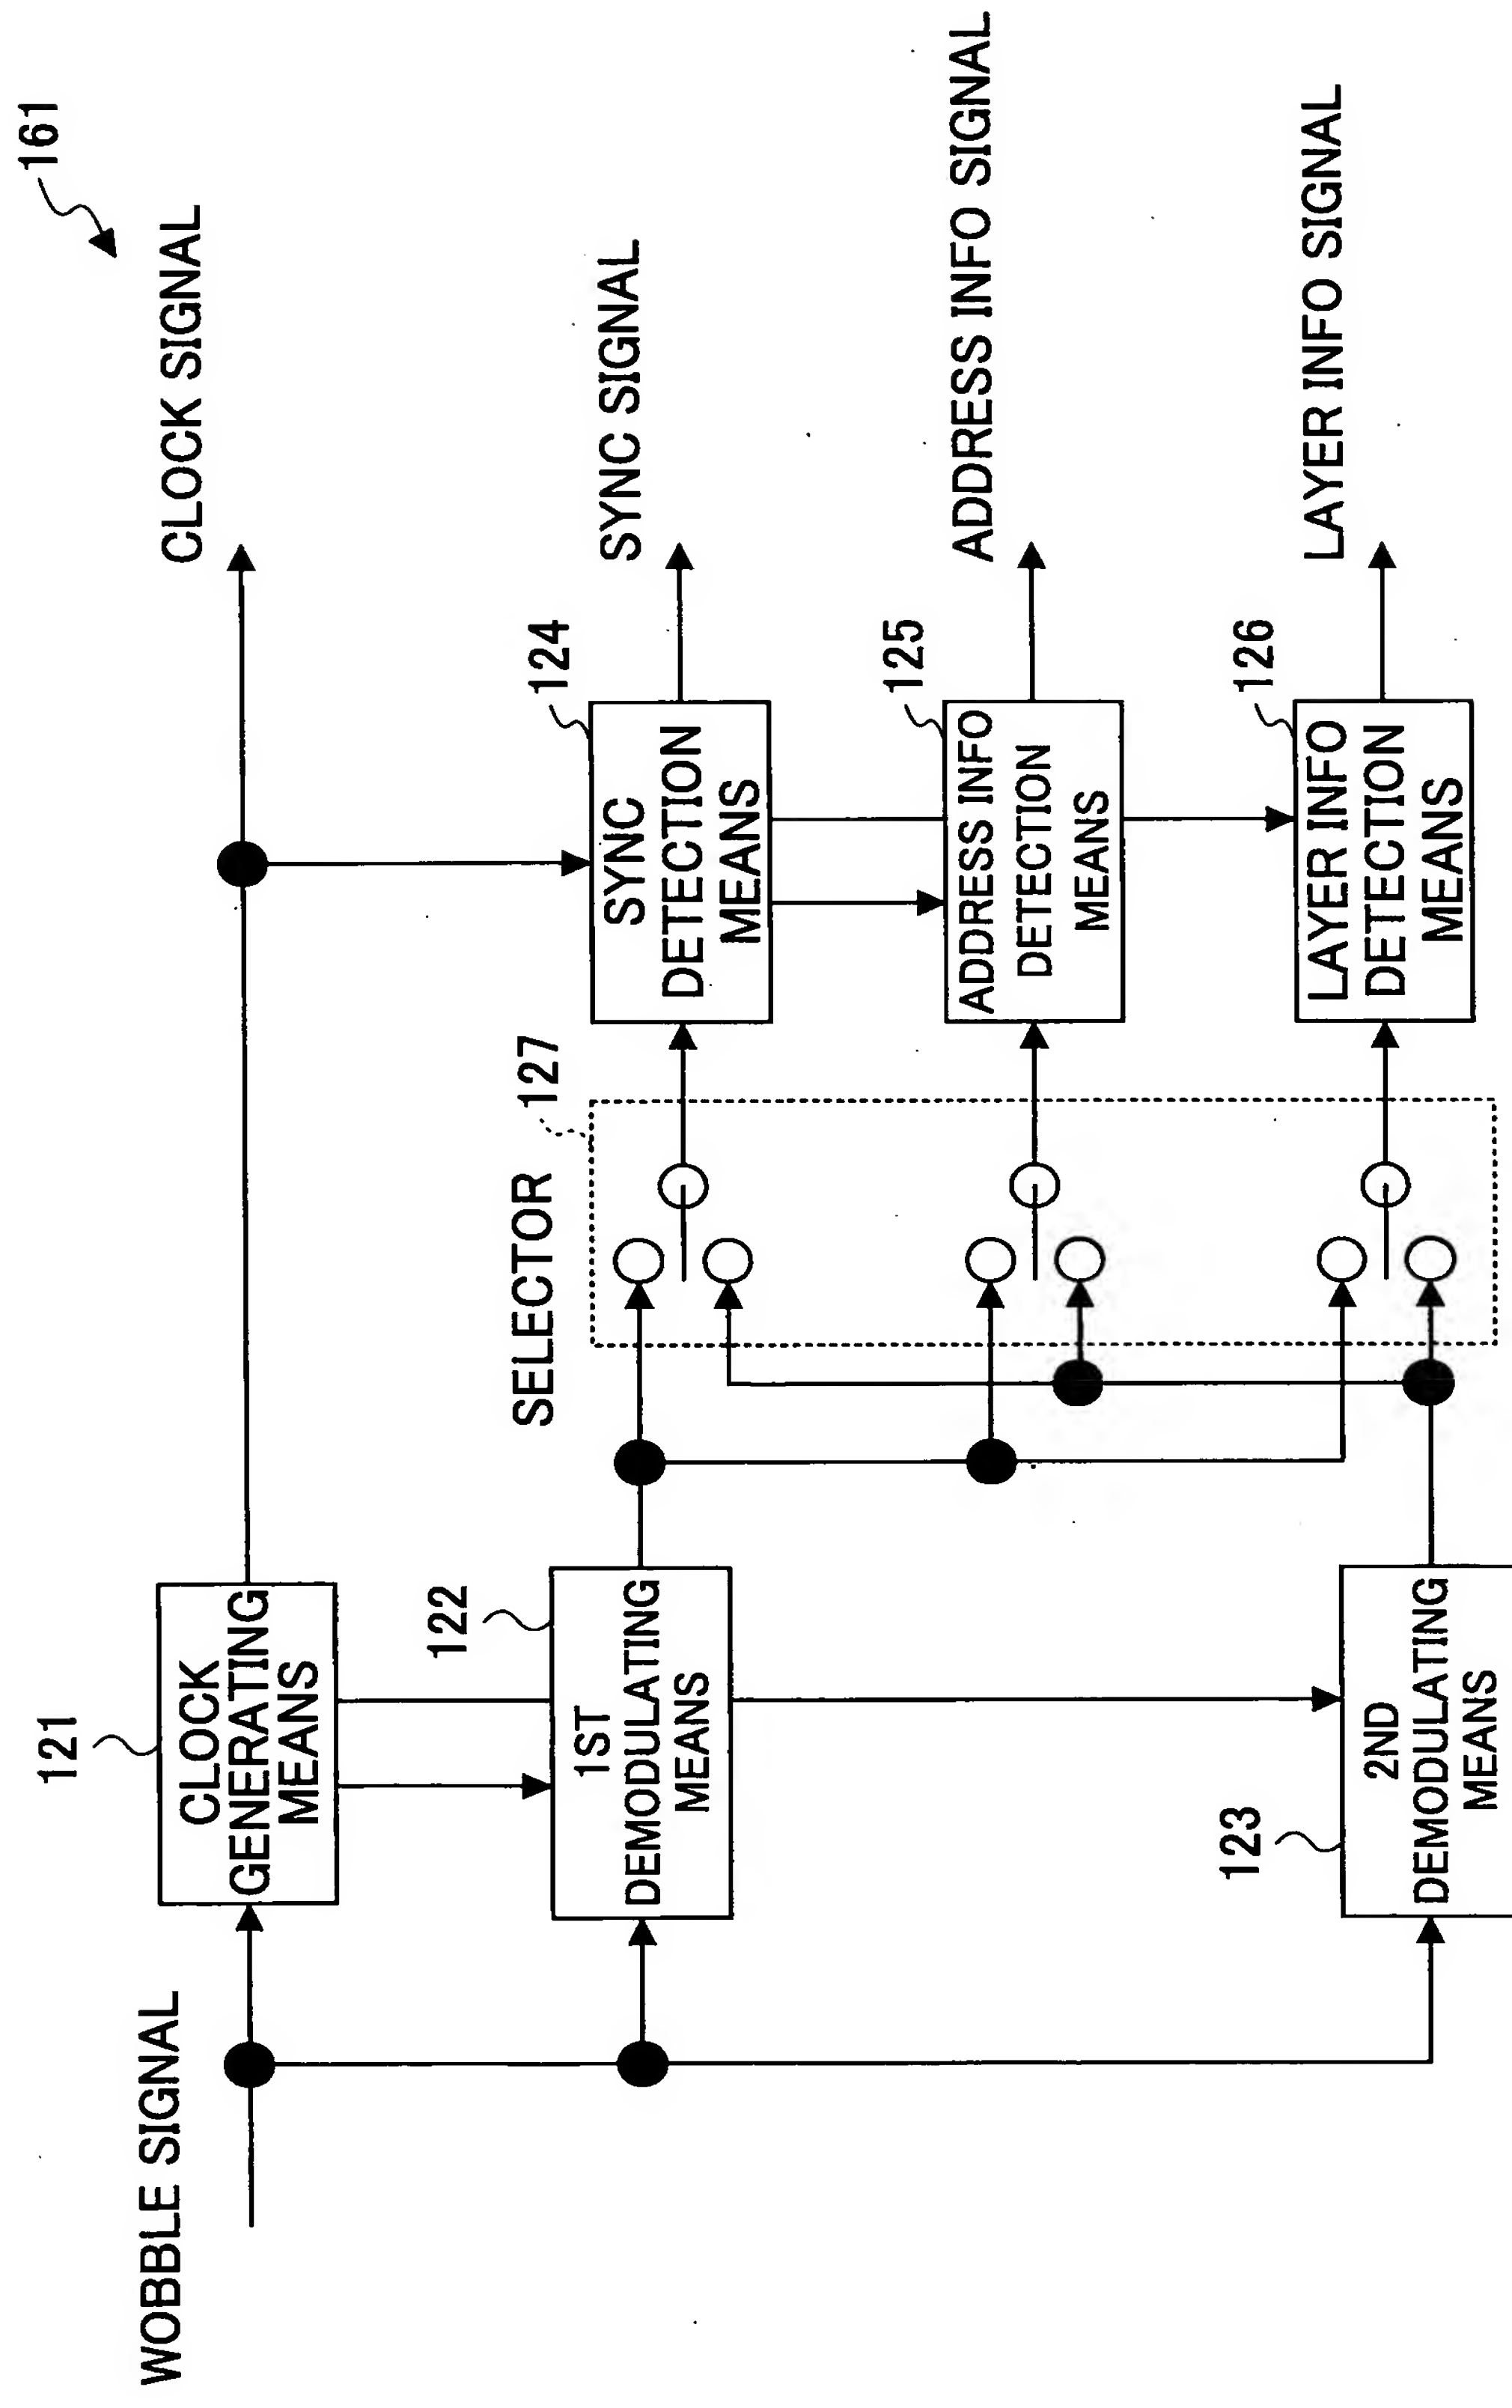 161
WOBBLE SIGNAL
121
CLOCK
GENERATING
MEANS
CLOCK SIGNAL
122
1ST
DEMODULATING
MEANS
SELECTOR
127
124
SYNC
DETECTION
MEANS
SYNC SIGNAL
125
ADDRESS INFO
DETECTION
MEANS
ADDRESS INFO SIGNAL
123
2ND
DEMODULATING
MEANS
126
LAYER INFO
DETECTION
MEANS
LAYER INFO SIGNAL